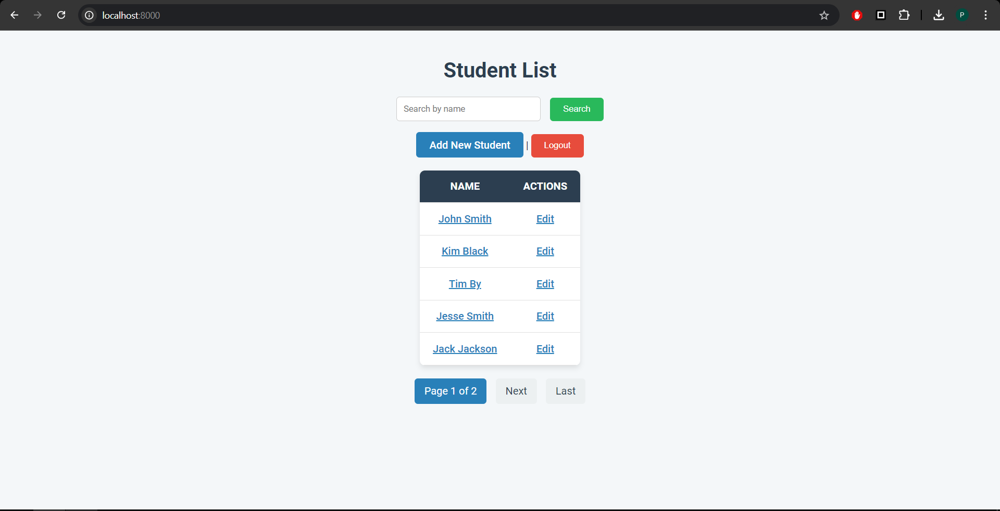 localhost:8000
P
Student List
Search by name Search
Add New Student | Logout
NAME ACTIONS
John Smith Edit
Kim Black Edit
Tim By Edit
Jesse Smith Edit
Jack Jackson Edit
Page 1 of 2 Next Last